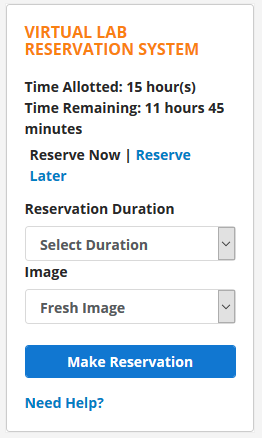 VIRTUAL LAB
RESERVATION SYSTEM
Time Allotted: 15 hour(s)
Time Remaining: 11 hours 45
minutes
Reserve Now | Reserve
Later
Reservation Duration
Select Duration
Image
Fresh Image
Make Reservation
Need Help?